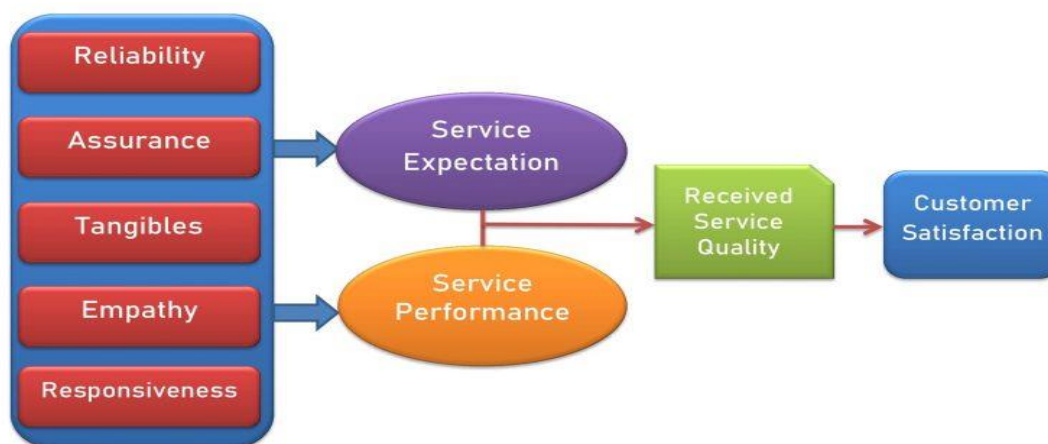 Reliability
Assurance
Tangibles
Empathy
Responsiveness
Service
Expectation
Service
Performance
Received
Service
Quality
Customer
Satisfaction